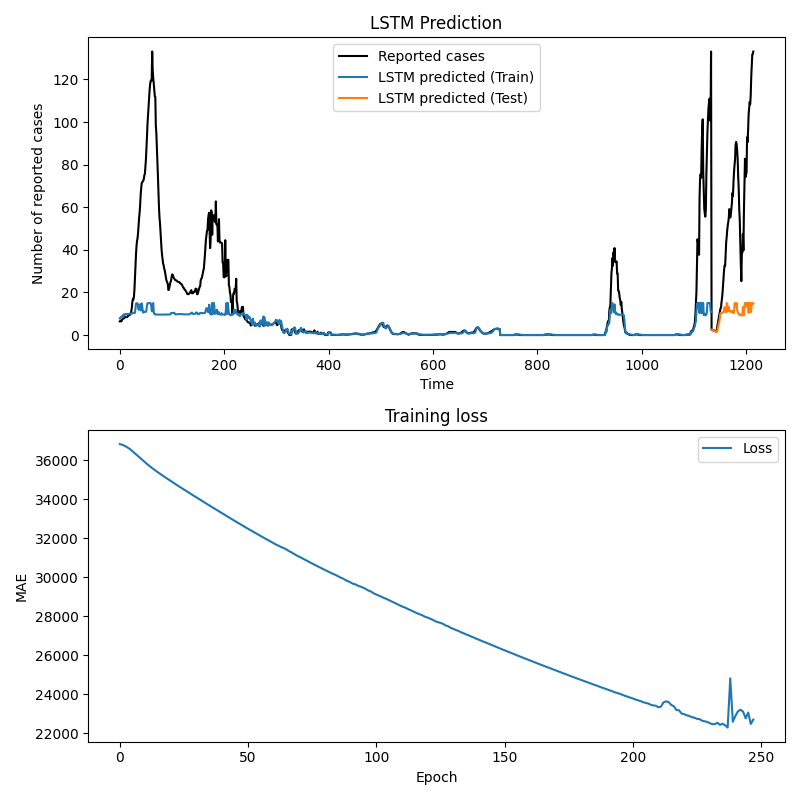 LSTM Prediction
Reported cases
LSTM predicted (Train)
LSTM predicted (Test)
Number of reported cases
120
100
80
60
40
20
0
0 200 400 600 800 1000 1200
Time
Training loss
Loss
MAE
36000
34000
32000
30000
28000
26000
24000
22000
0 50 100 150 200 250
Epoch